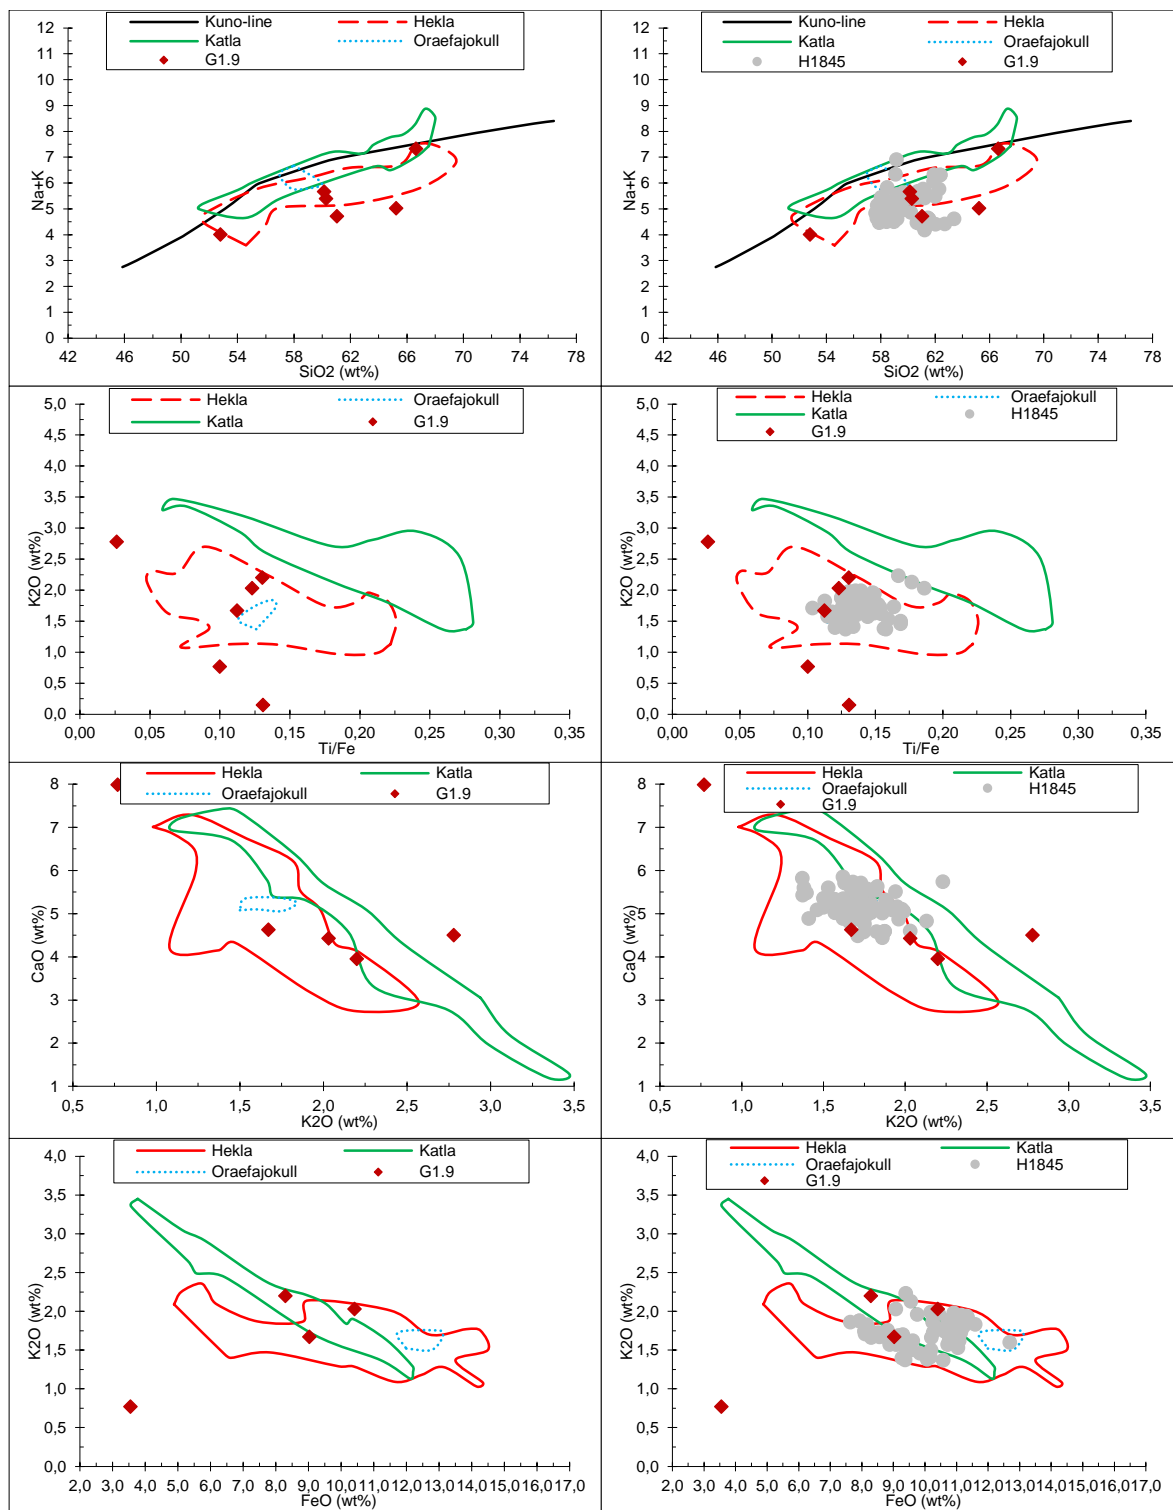 Kuno-line Hekla
Katla Oraefajokull
G1.9
12
11
10
9
8
7
6
5
4
3
2
1
0
Na+K
42 46 51 56 62 66 69 74 78
SiO2 (wt%)
Kuno-line Hekla
Katla Oraefajokull
H1845 G1.9
12
11
10
9
8
7
6
5
4
3
2
1
0
Na+K
42 46 51 54 58 62 66 69 74 78
SiO2 (wt%)
Hekla Oraefajokull
Katla G1.9
5,0
4,5
4,0
3,5
3,0
2,5
2,0
1,5
1,0
0,5
0,0
K2O (wt%)
0,00 0,05 0,10 0,15 0,20 0,25 0,30 0,35
Ti/Fe
Hekla Oraefajokull
Katla H1845
G1.9
5,0
4,5
4,0
3,5
3,0
2,5
2,0
1,5
1,0
0,5
0,0
K2O (wt%)
0,00 0,05 0,10 0,15 0,20 0,25 0,30 0,35
Ti/Fe
Hekla Katla
Oraefajokull G1.9
8
7
6
5
4
3
2
1
CaO (wt%)
0,5 1,0 1,5 2,0 2,5 3,0 3,5
K2O (wt%)
Hekla Katla
Oraefajokull H1845
G1.9
8
7
6
5
4
3
2
1
CaO (wt%)
0,5 1,0 1,5 2,0 2,5 3,0 3,5
K2O (wt%)
Hekla Katla
Oraefajokull G1.9
4,0
3,5
3,0
2,5
2,0
1,5
1,0
0,5
0,0
K2O (wt%)
2,0 3,0 4,0 5,0 6,0 7,0 8,0 9,0 10,0 11,0 12,0 13,0 14,0 15,0 16,0 17,0
FeO (wt%)
Hekla Katla
Oraefajokull H1845
G1.9
4,0
3,5
3,0
2,5
2,0
1,5
1,0
0,5
0,0
K2O (wt%)
2,0 3,0 4,0 5,0 6,0 7,0 8,0 9,0 10,0 11,0 12,0 13,0 14,0 15,0 16,0 17,0
FeO (wt%)